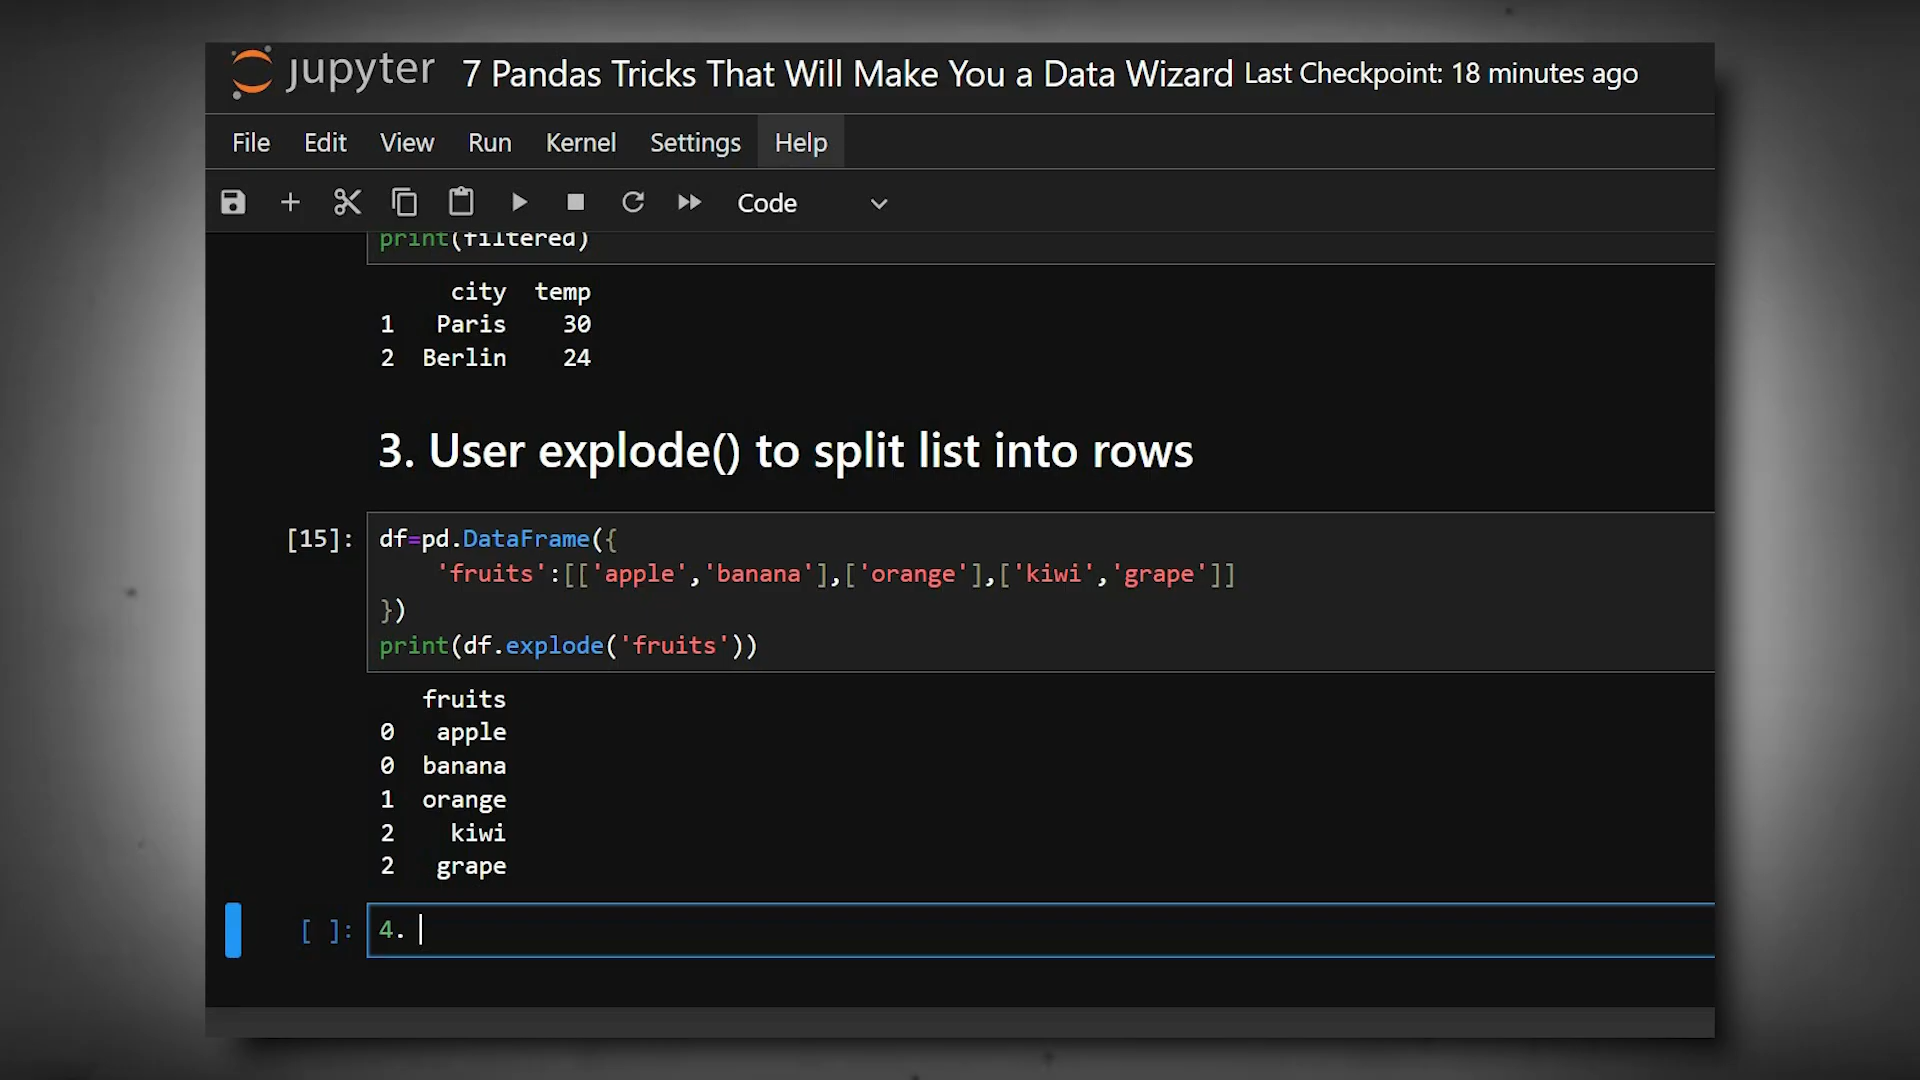 jupyter 7 Pandas Tricks That Will Make You a Data Wizard Last Checkpoint: 18 minutes ago
File Edit View Run Kernel Settings Help
Code
print(filtered)
city temp
1 Paris 30
2 Berlin 24
3. User explode() to split list into rows
[15]: df=pd.DataFrame({
'fruits':[['apple','banana'],['orange'],['kiwi','grape']]
})
print(df.explode('fruits'))
fruits
0 apple
0 banana
1 orange
2 kiwi
2 grape
[ ]: 4.